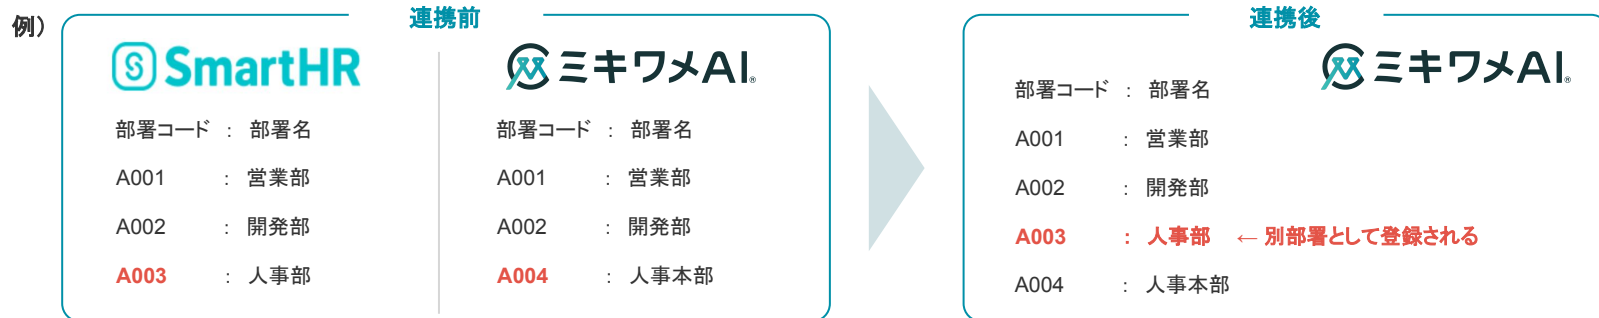 例）
連携前
SmartHR
部署コード ： 部署名
A001 ： 営業部
A002 ： 開発部
A003 ： 人事部
ミキワメAI®
部署コード ： 部署名
A001 ： 営業部
A002 ： 開発部
A004 ： 人事本部
連携後
ミキワメAI®
部署コード ： 部署名
A001 ： 営業部
A002 ： 開発部
A003 ： 人事部 ← 別部署として登録される
A004 ： 人事本部